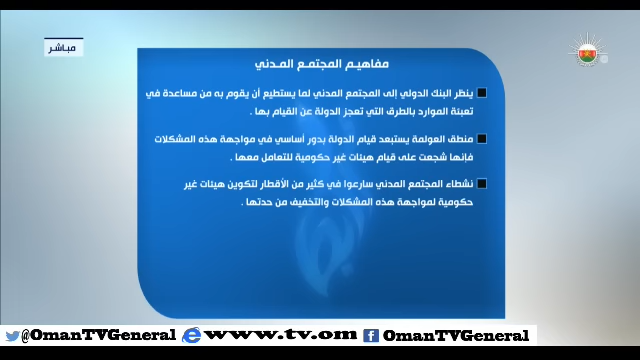 مباشر
مفاهيم المجتمع المدني
ينظر البنك الدولي إلى المجتمع المدني لما يستطيع أن يقوم به من مساعدة في
تعبئة الموارد بالطرق التي تعجز الدولة عن القيام بها .
منطق العولمة يستبعد قيام الدولة بدور أساسي في مواجهة هذه المشكلات
فإنها شجعت على قيام هيئات غير حكومية للتعامل معها .
نشطاء المجتمع المدني سارعوا في كثير من الأقطار لتكوين هيئات غير
حكومية لمواجهة هذه المشكلات والتخفيف من حدتها .
@OmanTVGeneral www.tv.om OmanTVGeneral